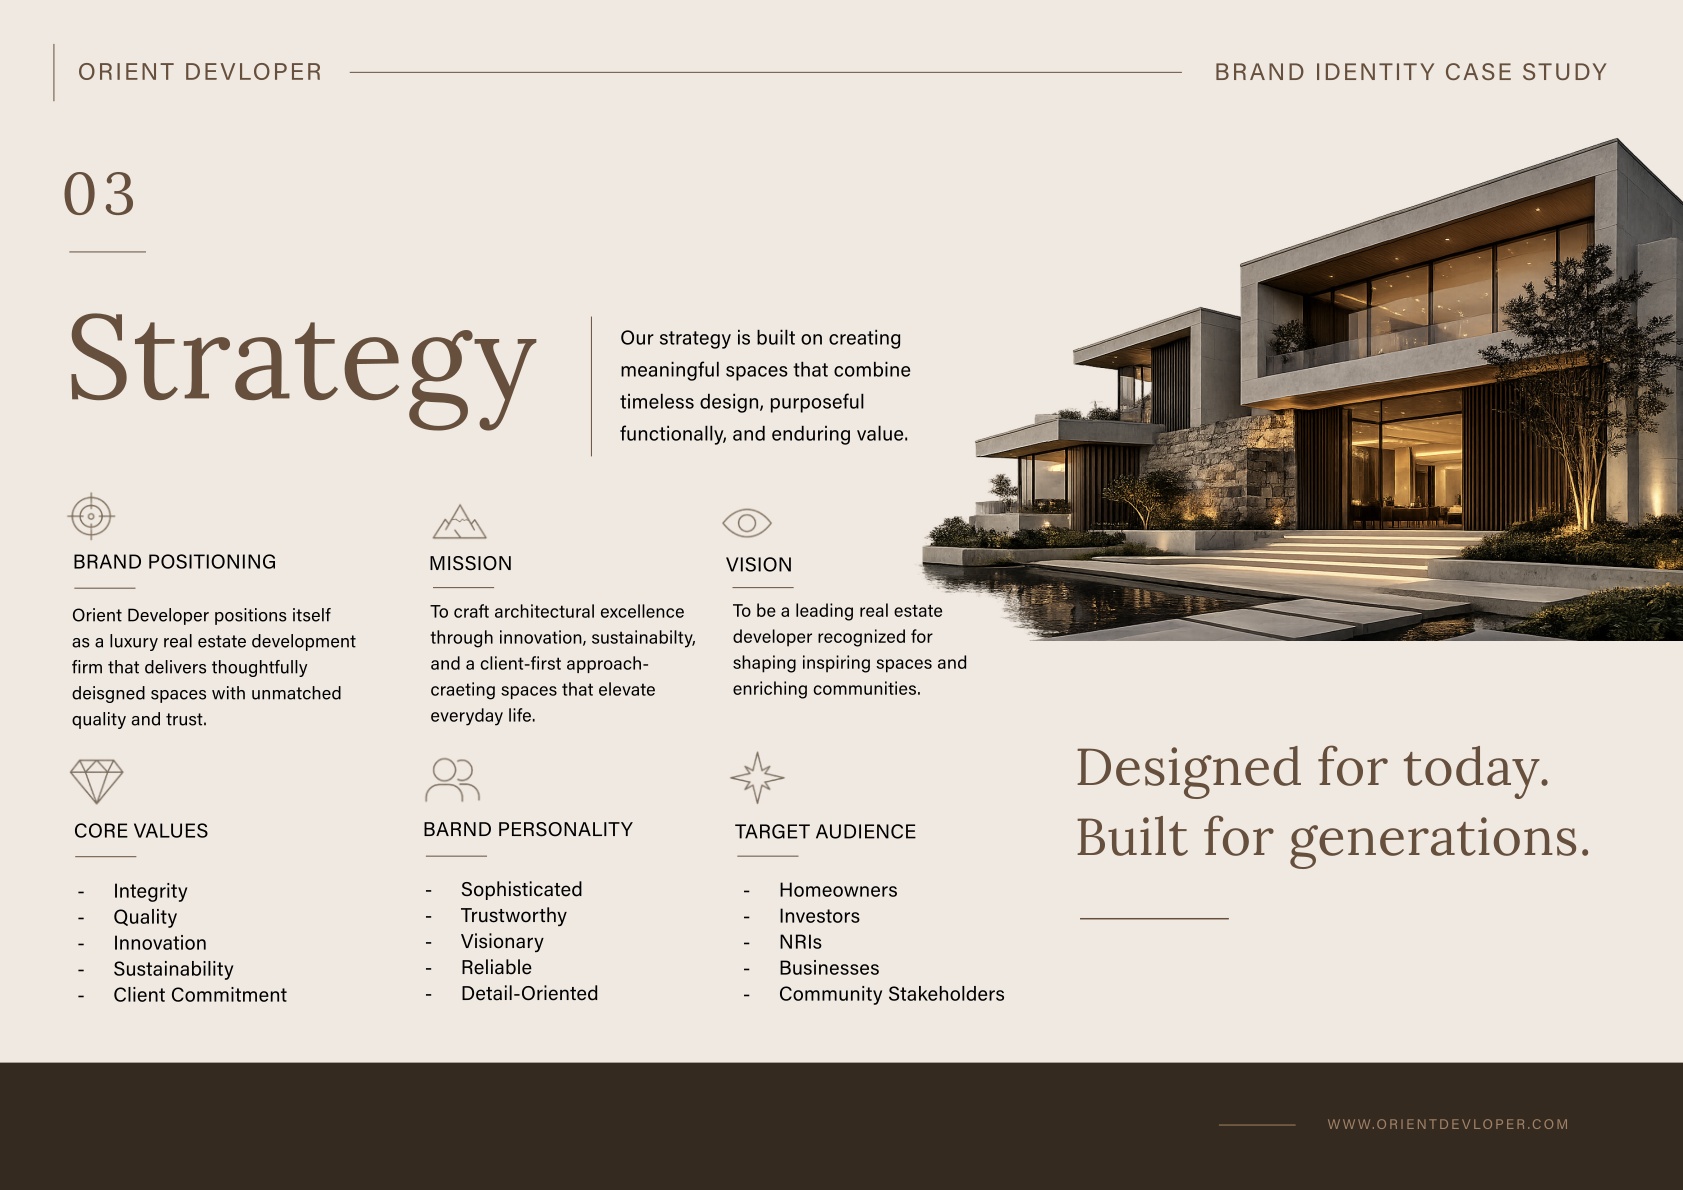 ORIENT DEVLOPER
BRAND IDENTITY CASE STUDY
03
Strategy
Our strategy is built on creating
meaningful spaces that combine
timeless design, purposeful
functionally, and enduring value.
BRAND POSITIONING
Orient Developer positions itself
as a luxury real estate development
firm that delivers thoughtfully
deisgned spaces with unmatched
quality and trust.
MISSION
To craft architectural excellence
through innovation, sustainabilty,
and a client-first approach-
craeting spaces that elevate
everyday life.
VISION
To be a leading real estate
developer recognized for
shaping inspiring spaces and
enriching communities.
CORE VALUES
- Integrity
- Quality
- Innovation
- Sustainability
- Client Commitment
BARND PERSONALITY
- Sophisticated
- Trustworthy
- Visionary
- Reliable
- Detail-Oriented
TARGET AUDIENCE
- Homeowners
- Investors
- NRIs
- Businesses
- Community Stakeholders
Designed for today.
Built for generations.
WWW.ORIENTDEVLOPER.COM